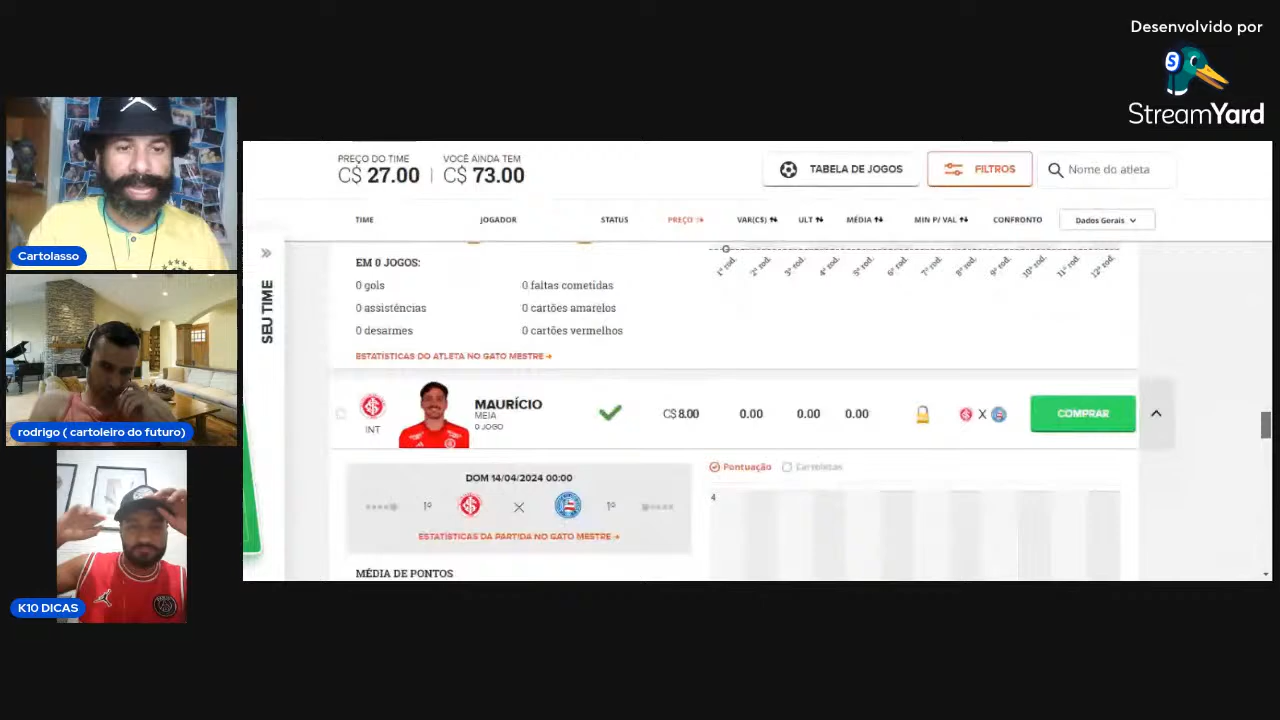 Desenvolvido por
StreamYard
Cartolasso
rodrigo ( cartoleiro do futuro)
K10 DICAS
PREÇO DO TIME
C$ 27.00
VOCÊ AINDA TEM
C$ 73.00
TABELA DE JOGOS
FILTROS
Nome do atleta
TIME JOGADOR STATUS PREÇO VAR(C$) ULT MÉDIA MIN P/ VAL CONFRONTO Dados Gerais
SEU TIME
EM 0 JOGOS:
0 gols
0 faltas cometidas
0 assistências
0 cartões amarelos
0 desarmes
0 cartões vermelhos
ESTATÍSTICAS DO ATLETA NO GATO MESTRE
1ª rod. 2ª rod. 3ª rod. 4ª rod. 5ª rod. 6ª rod. 7ª rod. 8ª rod. 9ª rod. 10ª rod. 11ª rod. 12ª rod.
INT
MAURÍCIO
MEIA
0 JOGO
C$ 8.00 0.00 0.00 0.00 X COMPRAR
DOM 14/04/2024 00:00
1º X 1º
ESTATÍSTICAS DA PARTIDA NO GATO MESTRE
MÉDIA DE PONTOS
Pontuação Cartoletas
4